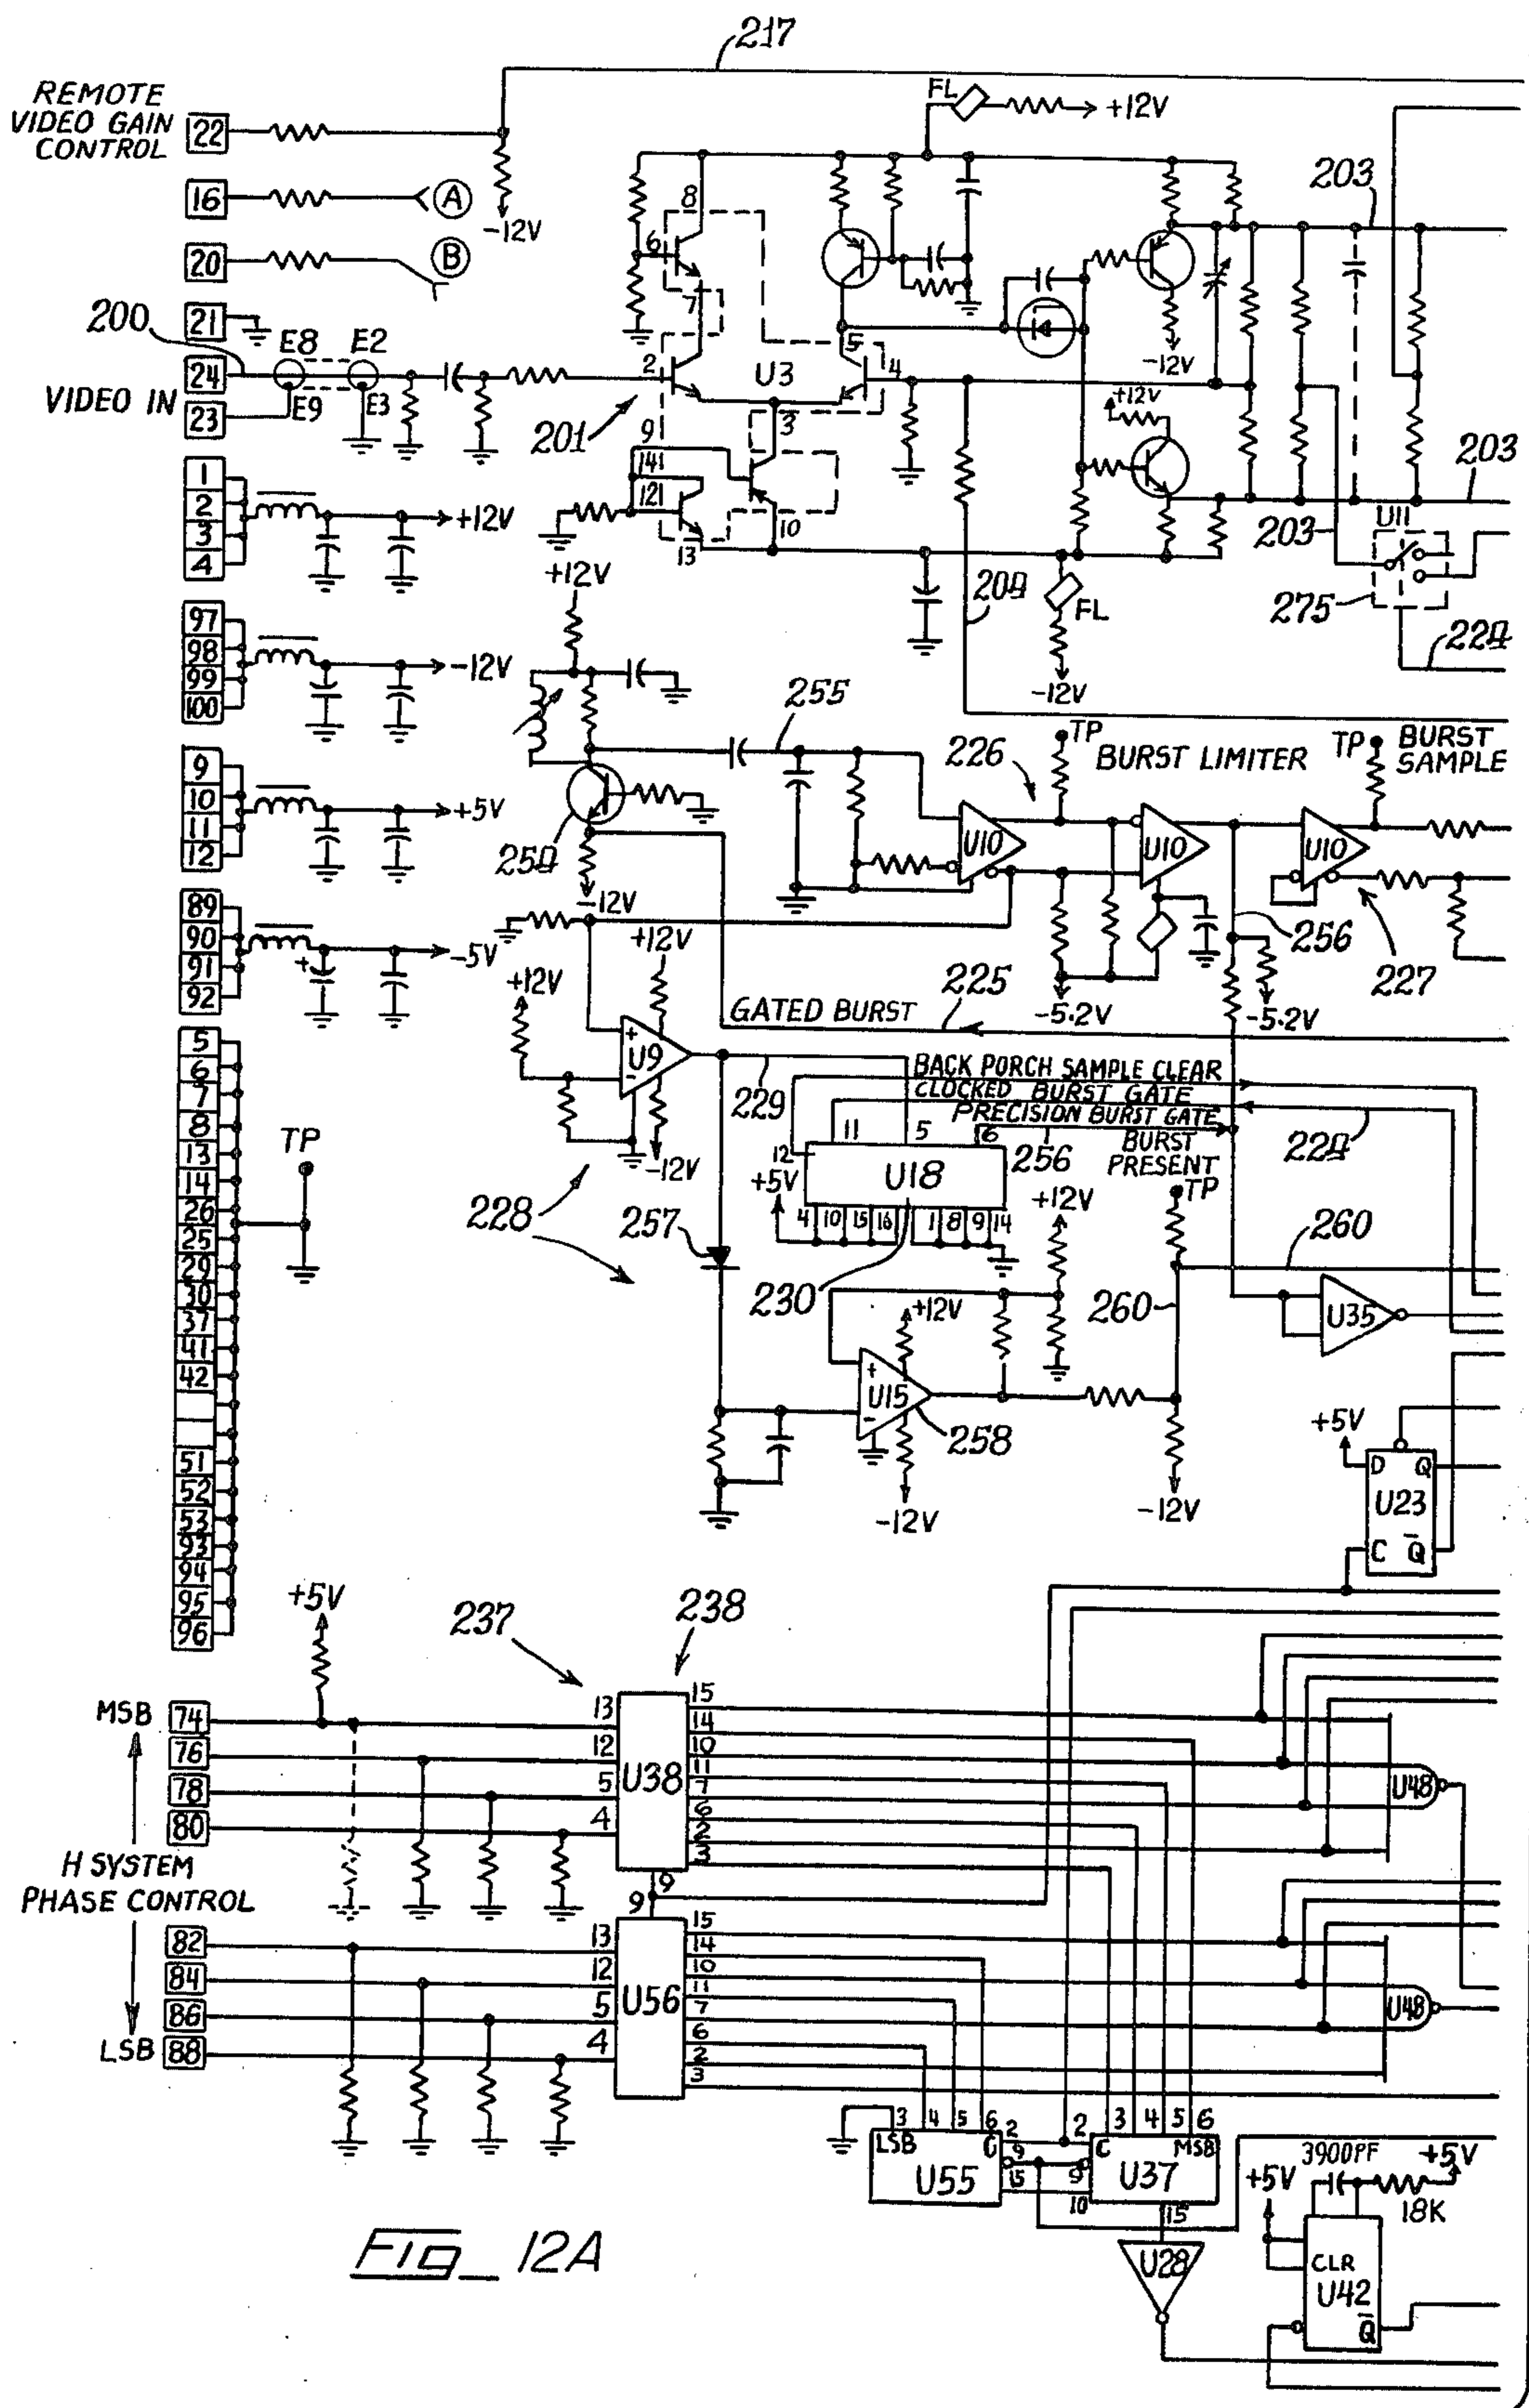 217
REMOTE
VIDEO GAIN
CONTROL
22
FL
+12V
16
A
-12V
20
B
21
200
E8
E2
24
VIDEO IN
23
E9
E3
8
6
7
2
U3
5
4
201
3
9
14
12
10
13
-12V
+12V
203
203
203
U11
275
224
204
FL
-12V
1
2
3
4
+12V
97
98
99
100
-12V
9
10
11
12
+5V
89
90
91
92
-5V
+12V
254
-12V
255
226
TP
BURST LIMITER
TP
BURST
SAMPLE
U10
U10
U10
256
227
-5.2V
-5.2V
GATED BURST
225
+12V
+12V
U9
-12V
229
228
BACK PORCH SAMPLE CLEAR
CLOCKED BURST GATE
PRECISION BURST GATE
11
5
6
12
U18
256
BURST
PRESENT
224
+5V
4
10
15
16
1
8
9
14
+12V
TP
257
230
260
260
+12V
U15
258
-12V
-12V
U35
+5V
D
Q
U23
C
Q̅
5
6
7
8
13
14
26
25
29
30
37
41
42
51
52
53
93
94
95
96
TP
+5V
237
238
MSB
74
76
78
80
13
12
5
4
U38
15
14
10
11
7
6
2
3
U48
9
9
H SYSTEM
PHASE CONTROL
82
84
86
LSB 88
13
12
5
4
U56
15
14
10
11
7
6
2
3
U48
3
4
5
6
LSB
C
U55
2
9
15
2
3
4
5
6
C
MSB
9
U37
10
15
U28
3900PF
+5V
+5V
18K
CLR
U42
Q̅
FIG_ 12A